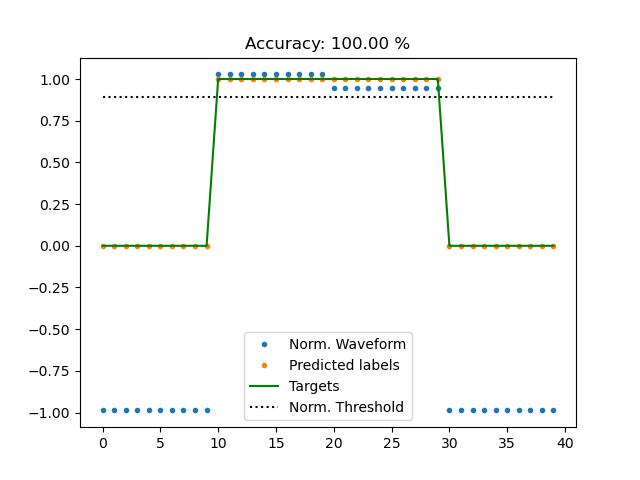 Accuracy: 100.00 %
1.00
0.75
0.50
0.25
0.00
−0.25
−0.50
−0.75
−1.00
Norm. Waveform
Predicted labels
Targets
Norm. Threshold
0 5 10 15 20 25 30 35 40